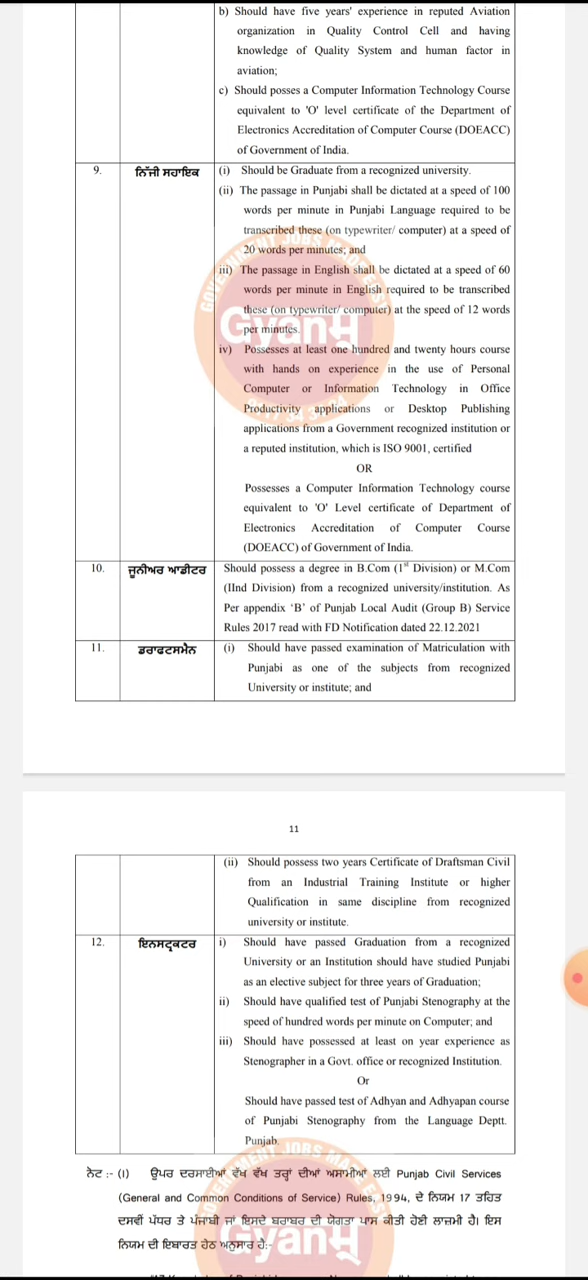 b) Should have five years' experience in reputed Aviation
organization in Quality Control Cell and having
knowledge of Quality System and human factor in
aviation;
c) Should posses a Computer Information Technology Course
equivalent to 'O' level certificate of the Department of
Electronics Accreditation of Computer Course (DOEACC)
of Government of India.
9. ਨਿੱਜੀ ਸਹਾਇਕ (i) Should be Graduate from a recognized university.
(ii) The passage in Punjabi shall be dictated at a speed of 100
words per minute in Punjabi Language required to be
transcribed these (on typewriter/ computer) at a speed of
20 words per minutes; and
iii) The passage in English shall be dictated at a speed of 60
words per minute in English required to be transcribed
these (on typewriter/ computer) at the speed of 12 words
per minutes.
iv) Possesses at least one hundred and twenty hours course
with hands on experience in the use of Personal
Computer or Information Technology in Office
Productivity applications or Desktop Publishing
applications from a Government recognized institution or
a reputed institution, which is ISO 9001, certified
OR
Possesses a Computer Information Technology course
equivalent to 'O' Level certificate of Department of
Electronics Accreditation of Computer Course
(DOEACC) of Government of India.
10. ਜੂਨੀਅਰ ਆਡੀਟਰ Should possess a degree in B.Com (1st Division) or M.Com
(IInd Division) from a recognized university/institution. As
Per appendix ‘B’ of Punjab Local Audit (Group B) Service
Rules 2017 read with FD Notification dated 22.12.2021
11. ਡਰਾਫਟਸਮੈਨ (i) Should have passed examination of Matriculation with
Punjabi as one of the subjects from recognized
University or institute; and
11
(ii) Should possess two years Certificate of Draftsman Civil
from an Industrial Training Institute or higher
Qualification in same discipline from recognized
university or institute.
12. ਇਨਸਟ੍ਰਕਟਰ i) Should have passed Graduation from a recognized
University or an Institution should have studied Punjabi
as an elective subject for three years of Graduation;
ii) Should have qualified test of Punjabi Stenography at the
speed of hundred words per minute on Computer; and
iii) Should have possessed at least on year experience as
Stenographer in a Govt. office or recognized Institution.
Or
Should have passed test of Adhyan and Adhyapan course
of Punjabi Stenography from the Language Deptt.
Punjab.
ਨੋਟ :- (I) ਉਪਰ ਦਰਸਾਈਆਂ ਵੱਖ ਵੱਖ ਤਰ੍ਹਾਂ ਦੀਆਂ ਅਸਾਮੀਆਂ ਲਈ Punjab Civil Services
(General and Common Conditions of Service) Rules, 1994, ਦੇ ਨਿਯਮ 17 ਤਹਿਤ
ਦਸਵੀਂ ਪੱਧਰ ਤੇ ਪੰਜਾਬੀ ਜਾਂ ਇਸਦੇ ਬਰਾਬਰ ਦੀ ਯੋਗਤਾ ਪਾਸ ਕੀਤੀ ਹੋਣੀ ਲਾਜ਼ਮੀ ਹੈ। ਇਸ
ਨਿਯਮ ਦੀ ਇਬਾਰਤ ਹੇਠ ਅਨੁਸਾਰ ਹੈ:-